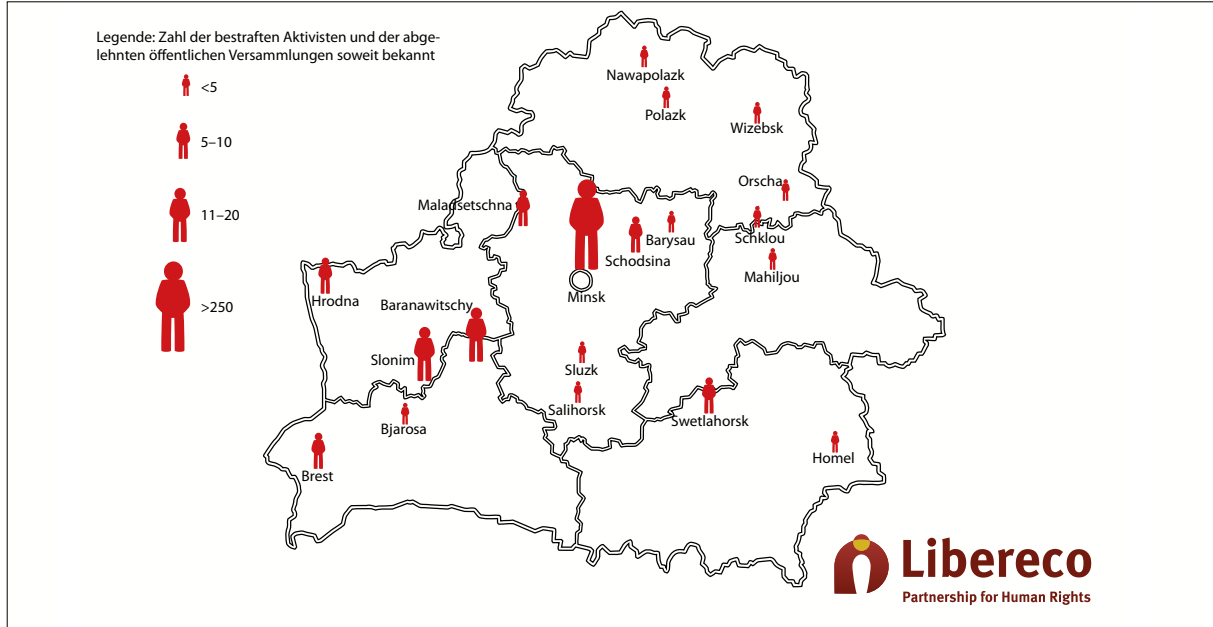 Legende: Zahl der bestraften Aktivisten und der abge-
lehnten öffentlichen Versammlungen soweit bekannt
<5
5–10
11–20
>250
Nawapolazk
Polazk
Wizebsk
Orscha
Maladsetschna
Barysau
Schklou
Schodsina
Mahiljou
Hrodna
Minsk
Baranawitschy
Slonim
Sluzk
Salihorsk
Swetlahorsk
Bjarosa
Homel
Brest
Libereco
Partnership for Human Rights